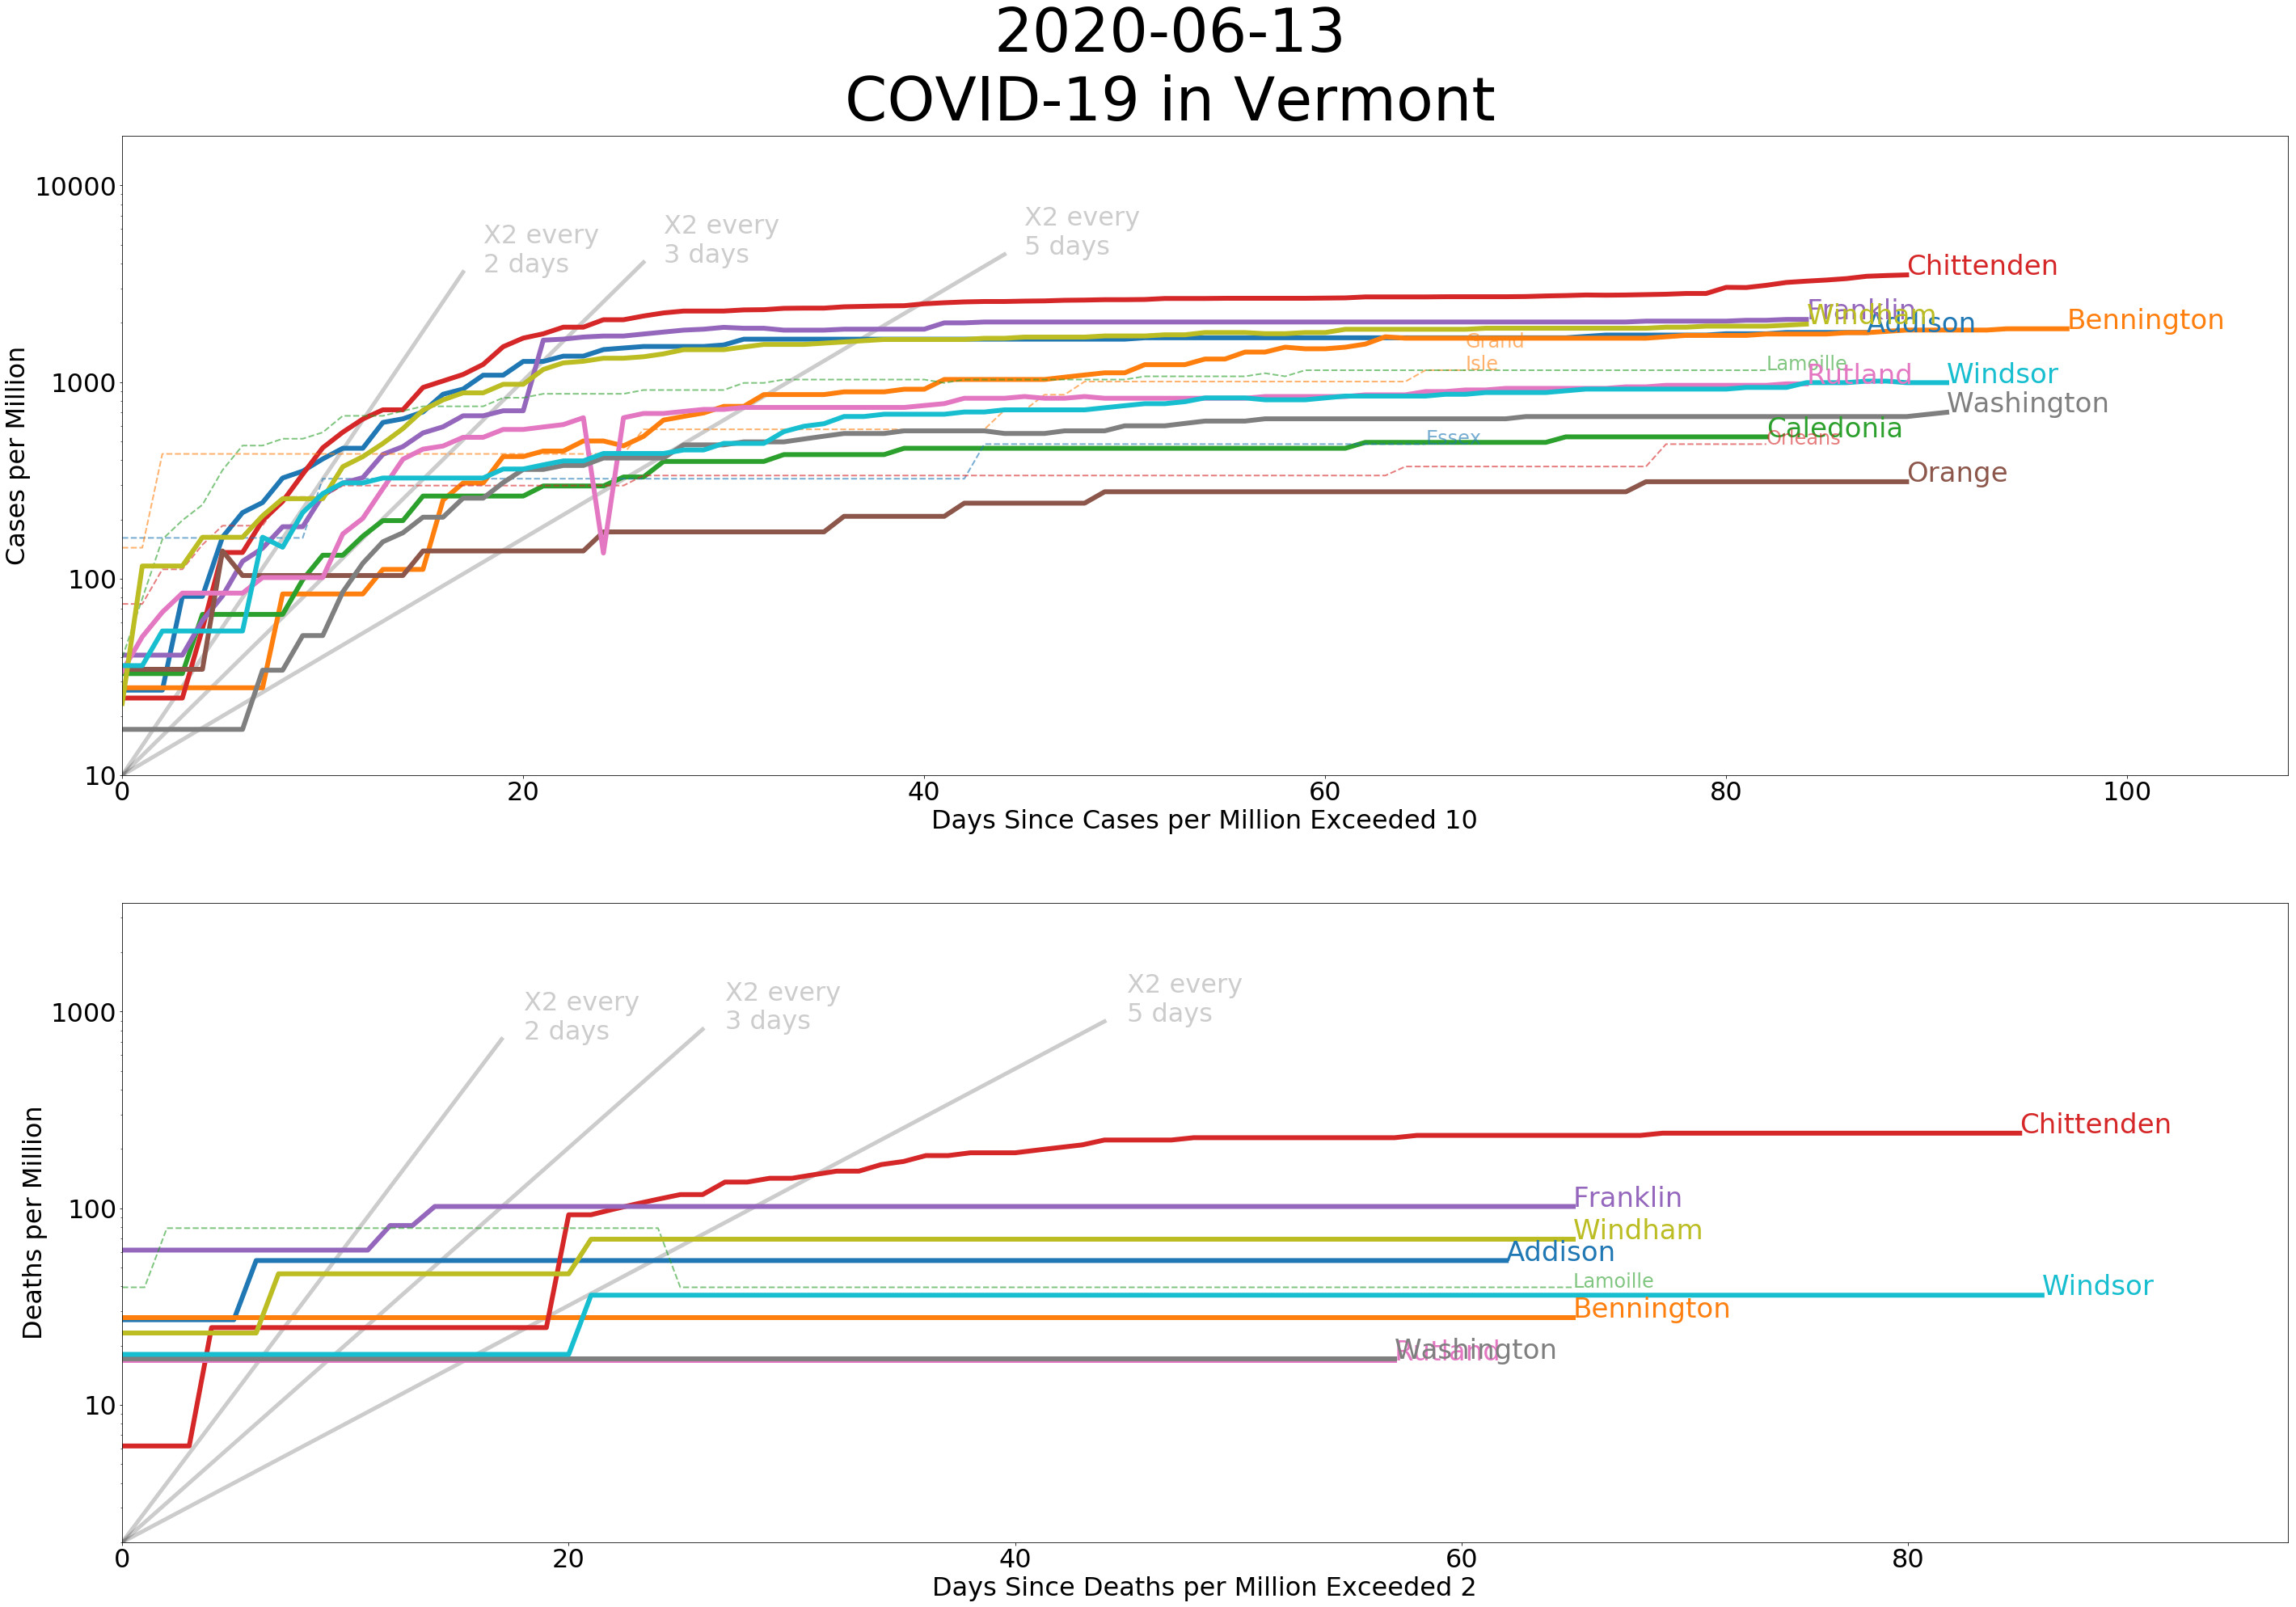 2020-06-13
COVID-19 in Vermont
Cases per Million
10000
1000
100
10
X2 every
2 days
X2 every
3 days
X2 every
5 days
Chittenden
Franklin
Windham
Addison
Bennington
Grand
Isle
Lamoille
Rutland
Windsor
Washington
Caledonia
Essex
Orleans
Orange
0
20
40
60
80
100
Days Since Cases per Million Exceeded 10
Deaths per Million
1000
100
10
X2 every
2 days
X2 every
3 days
X2 every
5 days
Chittenden
Franklin
Windham
Addison
Lamoille
Windsor
Bennington
Rutland
Washington
0
20
40
60
80
Days Since Deaths per Million Exceeded 2